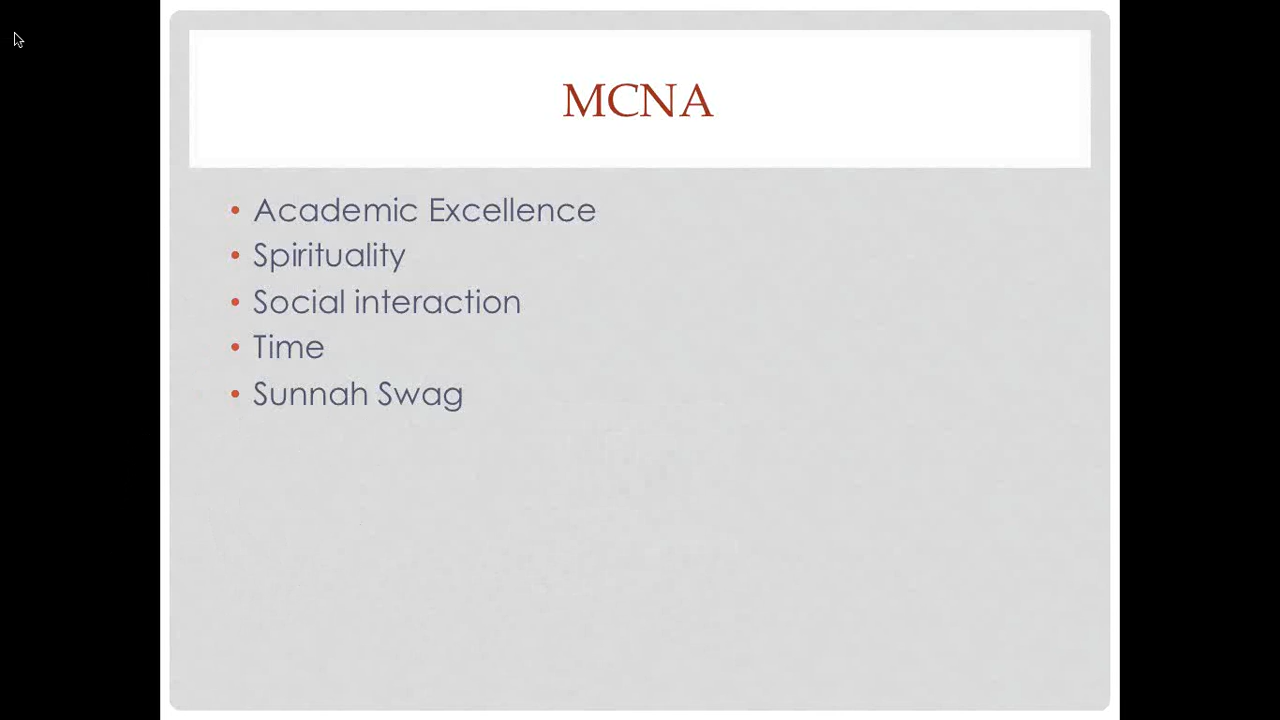 MCNA
• Academic Excellence
• Spirituality
• Social interaction
• Time
• Sunnah Swag